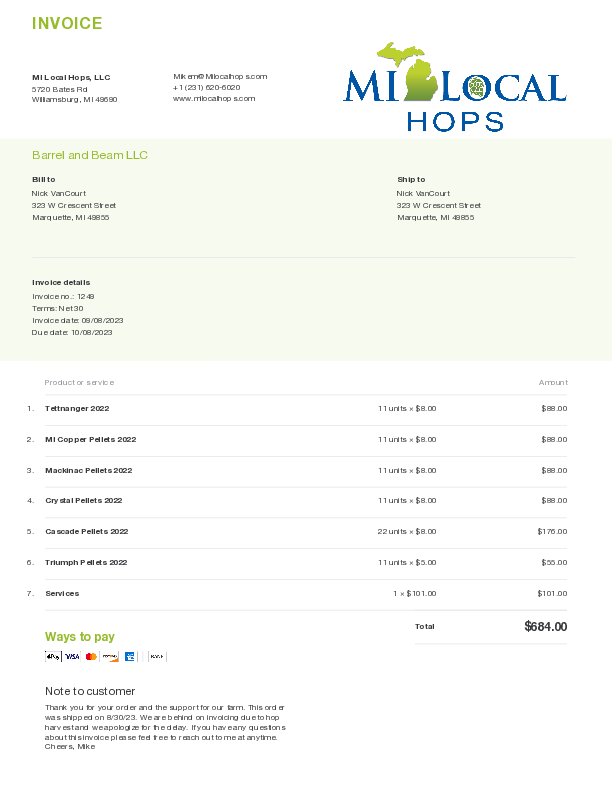 INVOICE
MI Local Hops, LLC
5720 Bates Rd
Williamsburg, MI 49690
Mikem@Milocalhops.com
+1 (231) 620-6020
www.milocalhops.com
MI LOCAL
HOPS
Barrel and Beam LLC
Bill to
Nick VanCourt
323 W Crescent Street
Marquette, MI 49855
Ship to
Nick VanCourt
323 W Crescent Street
Marquette, MI 49855
Invoice details
Invoice no.: 1249
Terms: Net 30
Invoice date: 09/08/2023
Due date: 10/08/2023
Product or service Amount
1. Tettnanger 2022 11 units × $8.00 $88.00
2. MI Copper Pellets 2022 11 units × $8.00 $88.00
3. Mackinac Pellets 2022 11 units × $8.00 $88.00
4. Crystal Pellets 2022 11 units × $8.00 $88.00
5. Cascade Pellets 2022 22 units × $8.00 $176.00
6. Triumph Pellets 2022 11 units × $5.00 $55.00
7. Services 1 × $101.00 $101.00
Total $684.00
Ways to pay
VISA
BANK
Note to customer
Thank you for your order and the support for our farm. This order
was shipped on 8/30/23. We are behind on invoicing due to hop
harvest and we apologize for the delay. If you have any questions
about this invoice please feel free to reach out to me at anytime.
Cheers, Mike